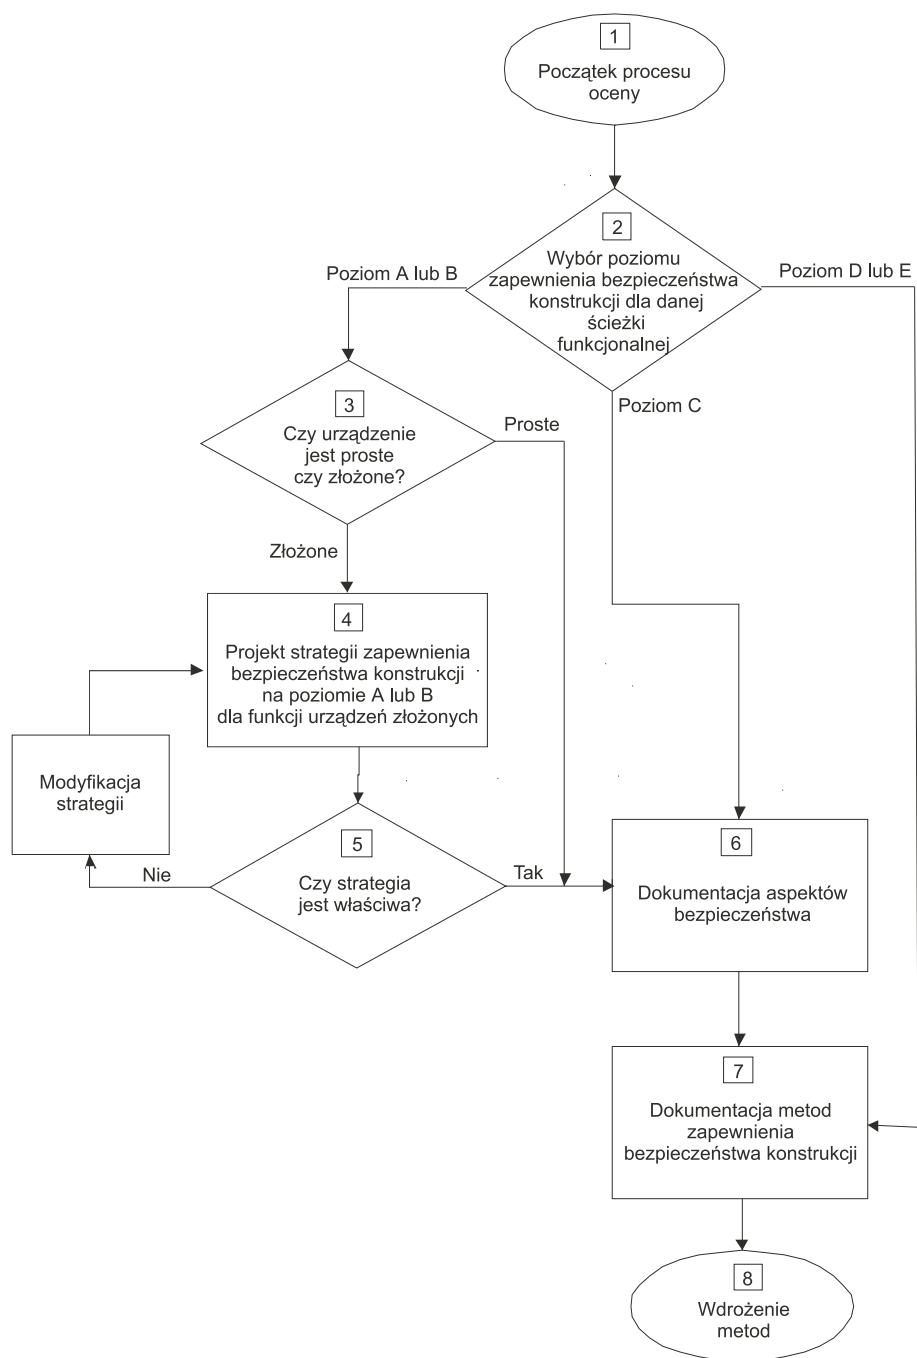 1
Początek procesu
oceny
2
Wybór poziomu
zapewnienia bezpieczeństwa
konstrukcji dla danej
ścieżki
funkcjonalnej
Poziom A lub B
Poziom D lub E
Poziom C
3
Czy urządzenie
jest proste
czy złożone?
Proste
Złożone
4
Projekt strategii zapewnienia
bezpieczeństwa konstrukcji
na poziomie A lub B
dla funkcji urządzeń złożonych
Modyfikacja
strategii
5
Czy strategia
jest właściwa?
Nie
Tak
6
Dokumentacja aspektów
bezpieczeństwa
7
Dokumentacja metod
zapewnienia
bezpieczeństwa konstrukcji
8
Wdrożenie
metod